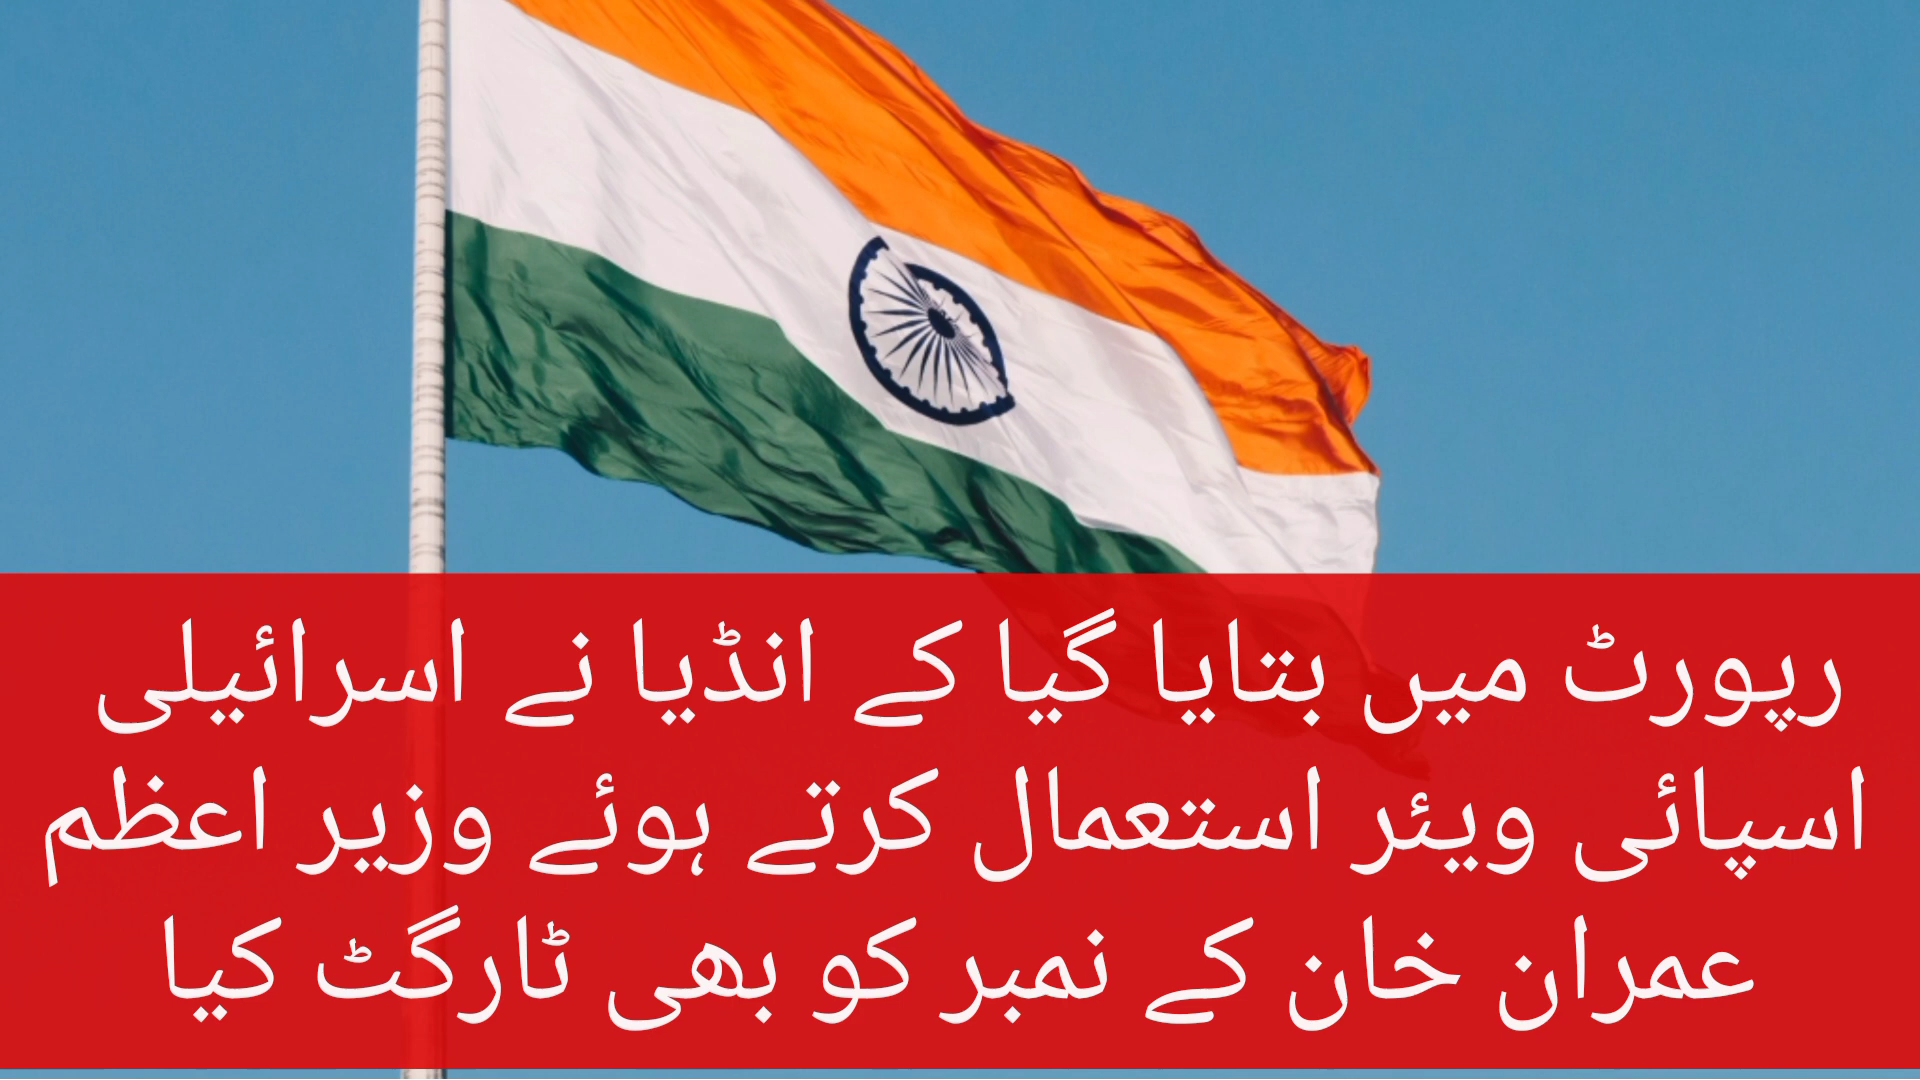 رپورٹ میں بتایا گیا کے انڈیا نے اسرائیلی
اسپائی ویئر استعمال کرتے ہوئے وزیر اعظم
عمران خان کے نمبر کو بھی ٹارگٹ کیا